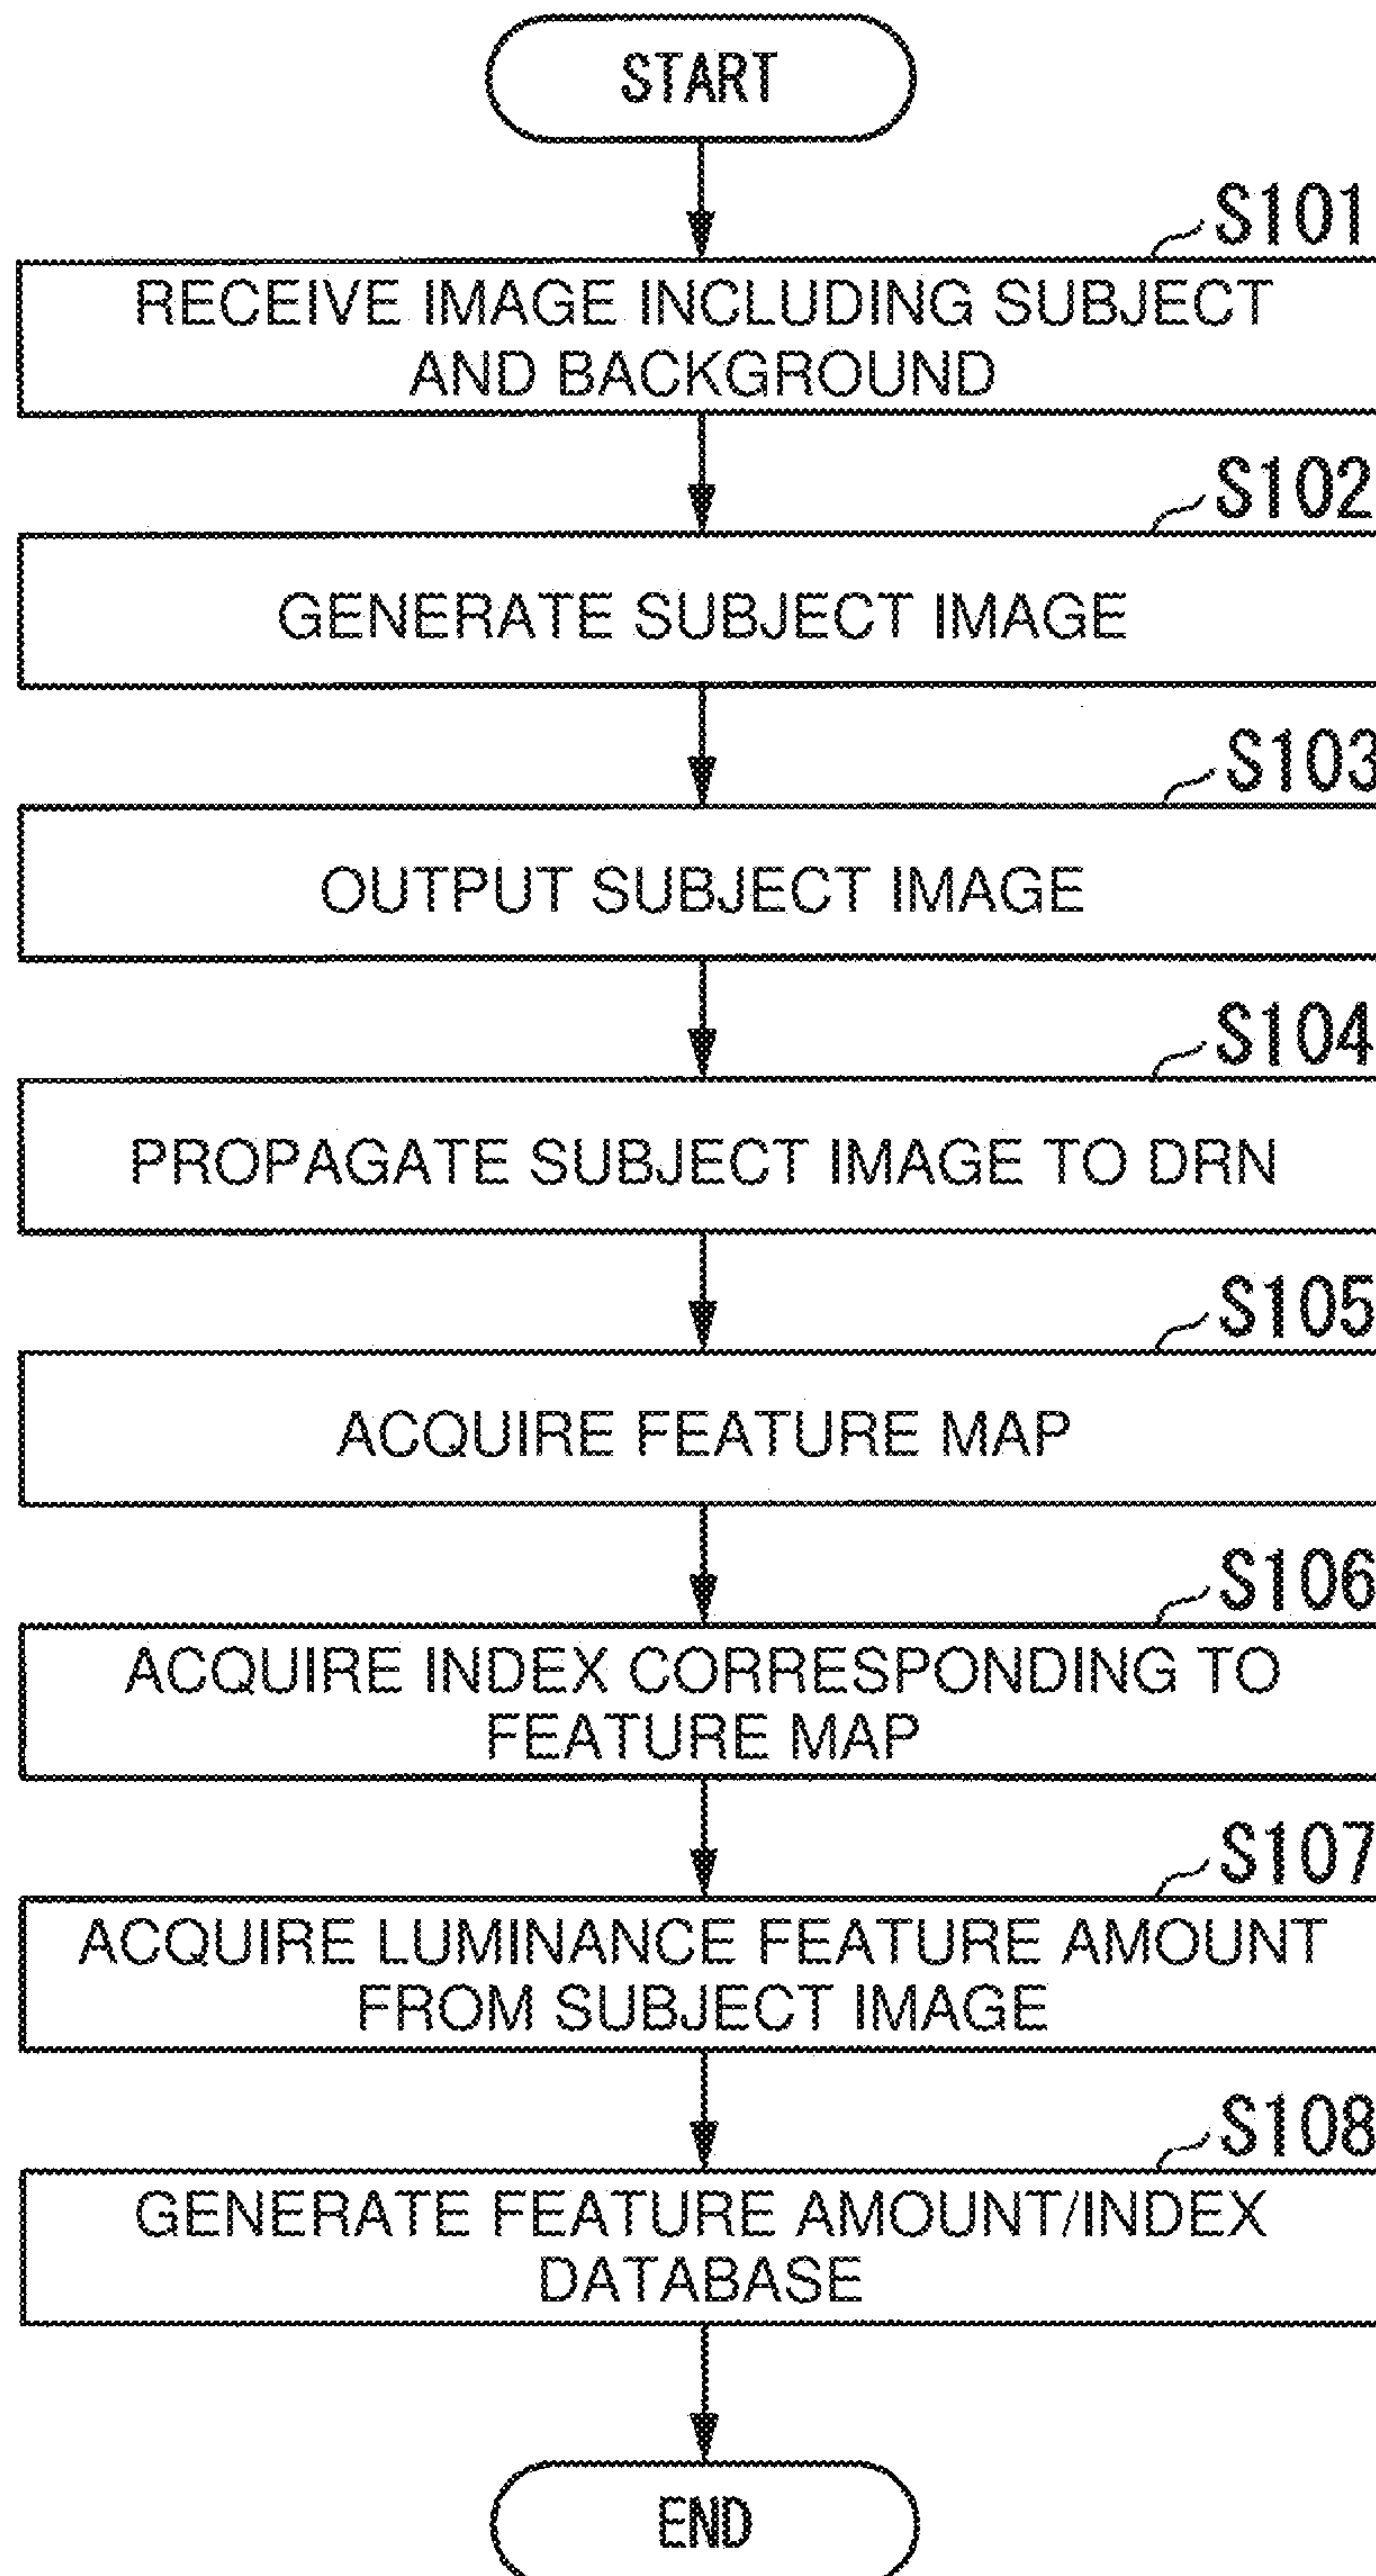 START
S101
RECEIVE IMAGE INCLUDING SUBJECT
AND BACKGROUND
S102
GENERATE SUBJECT IMAGE
S103
OUTPUT SUBJECT IMAGE
S104
PROPAGATE SUBJECT IMAGE TO DRN
S105
ACQUIRE FEATURE MAP
S106
ACQUIRE INDEX CORRESPONDING TO
FEATURE MAP
S107
ACQUIRE LUMINANCE FEATURE AMOUNT
FROM SUBJECT IMAGE
S108
GENERATE FEATURE AMOUNT/INDEX
DATABASE
END